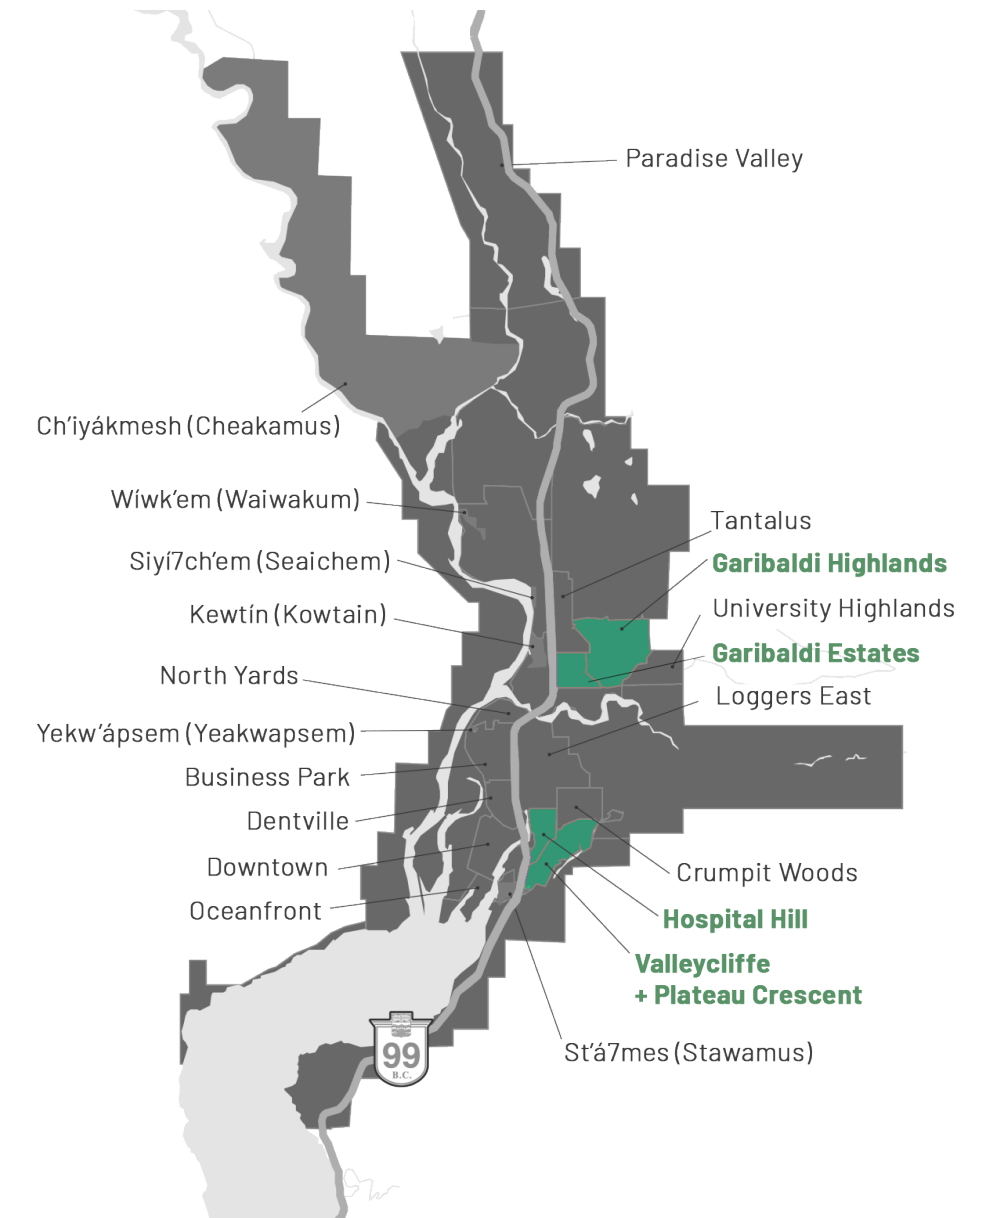 Paradise Valley
Ch’iyákmesh (Cheakamus)
Wíwk’em (Waiwakum)
Tantalus
Siyí7ch’em (Seaichem)
Garibaldi Highlands
Kewtín (Kowtain)
University Highlands
Garibaldi Estates
North Yards
Loggers East
Yekw’ápsem (Yeakwapsem)
Business Park
Dentville
Downtown
Crumpit Woods
Oceanfront
Hospital Hill
Valleycliffe
+ Plateau Crescent
St’á7mes (Stawamus)
99
B.C.